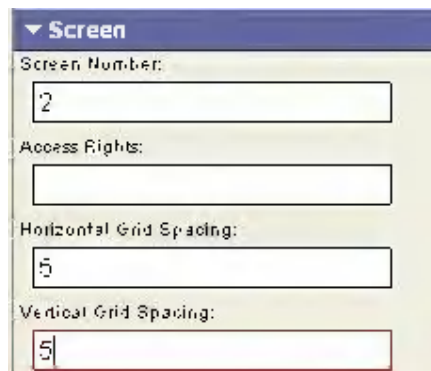 Screen
Screen Number:
2
Access Rights:
Horizontal Grid Spacing:
5
Vertical Grid Spacing:
5